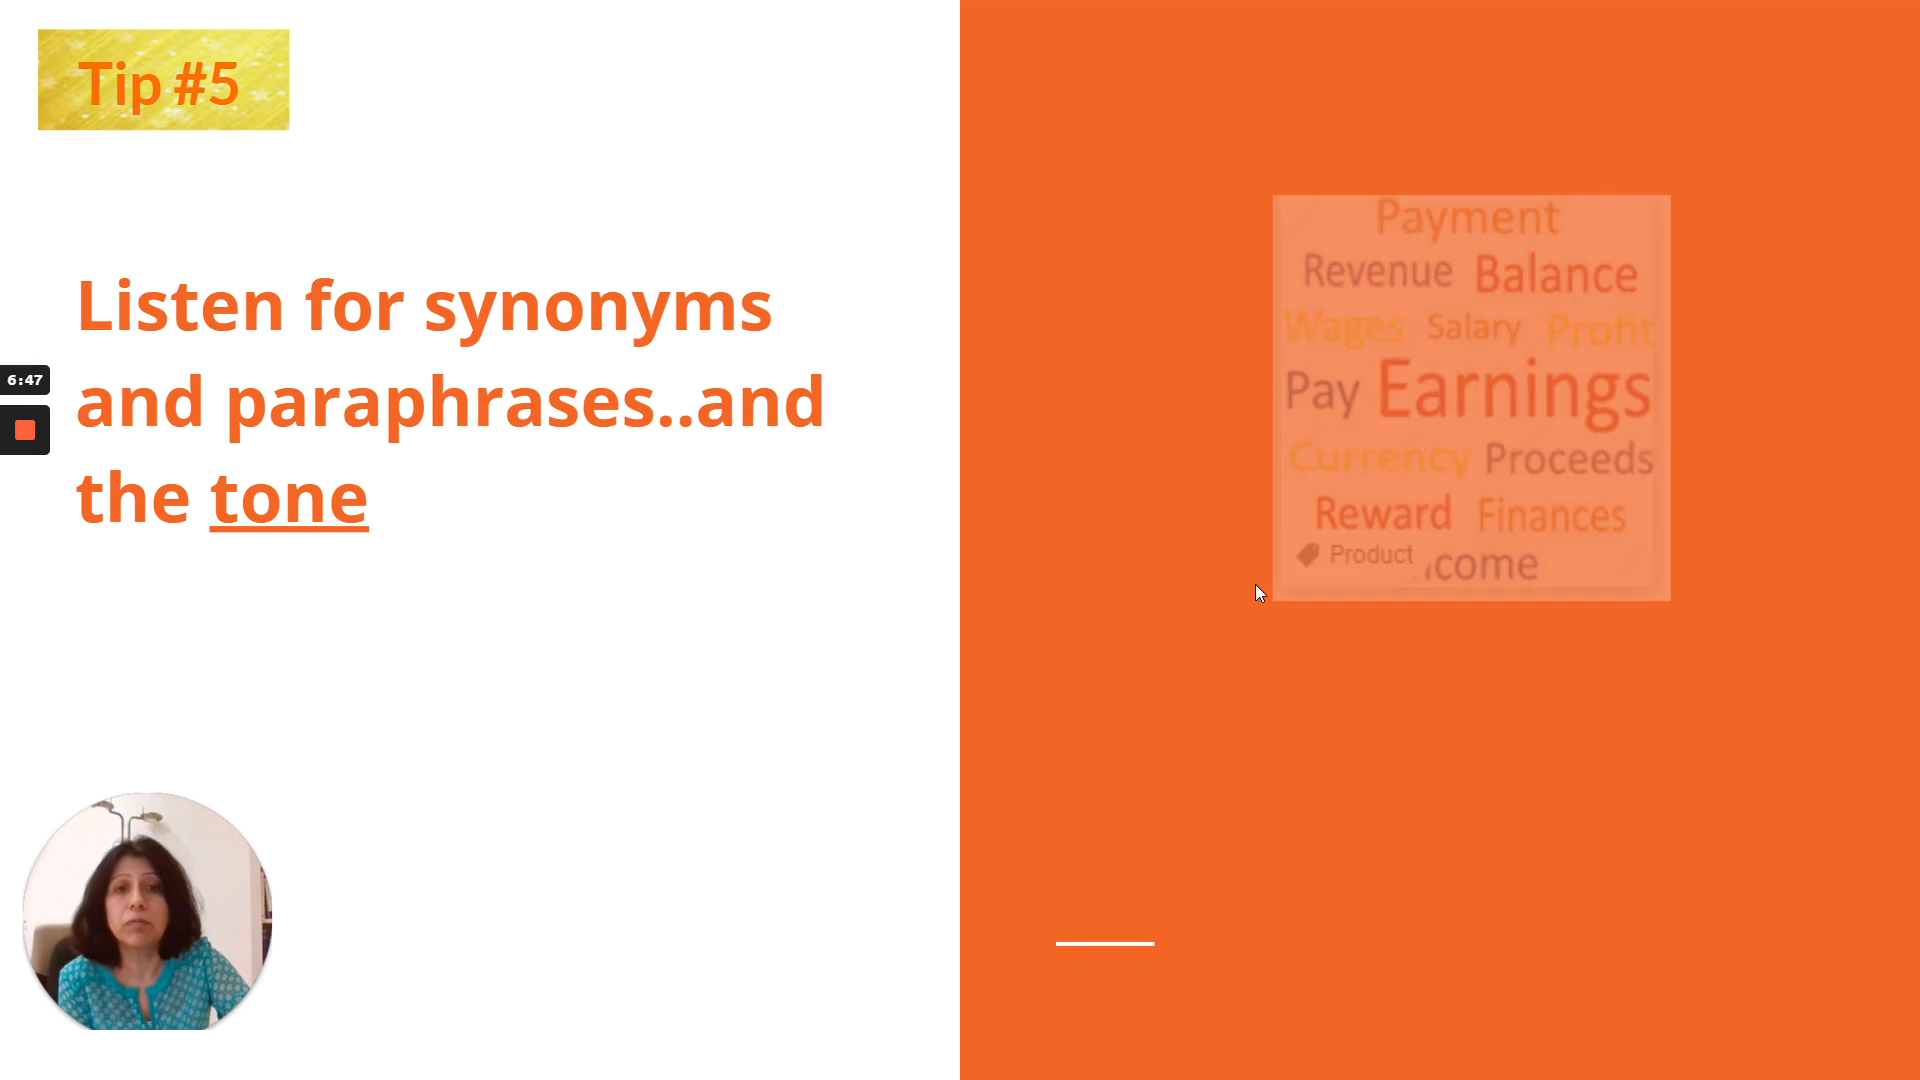 Tip #5
Listen for synonyms
and paraphrases..and
the tone
6:47
Payment
Revenue Balance
Wages Salary Profit
Pay Earnings
Currency Proceeds
Reward Finances
Product come